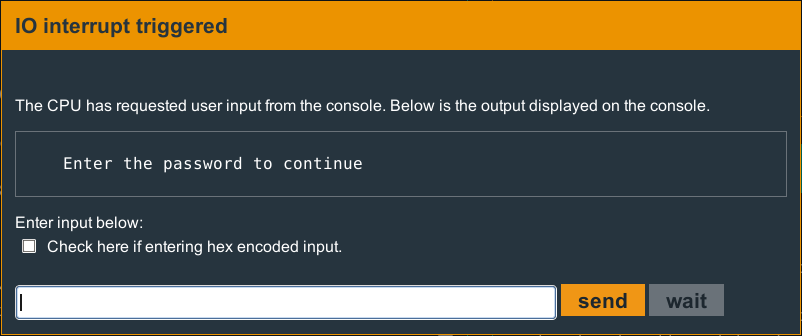 IO interrupt triggered
The CPU has requested user input from the console. Below is the output displayed on the console.
Enter the password to continue
Enter input below:
Check here if entering hex encoded input.
send wait